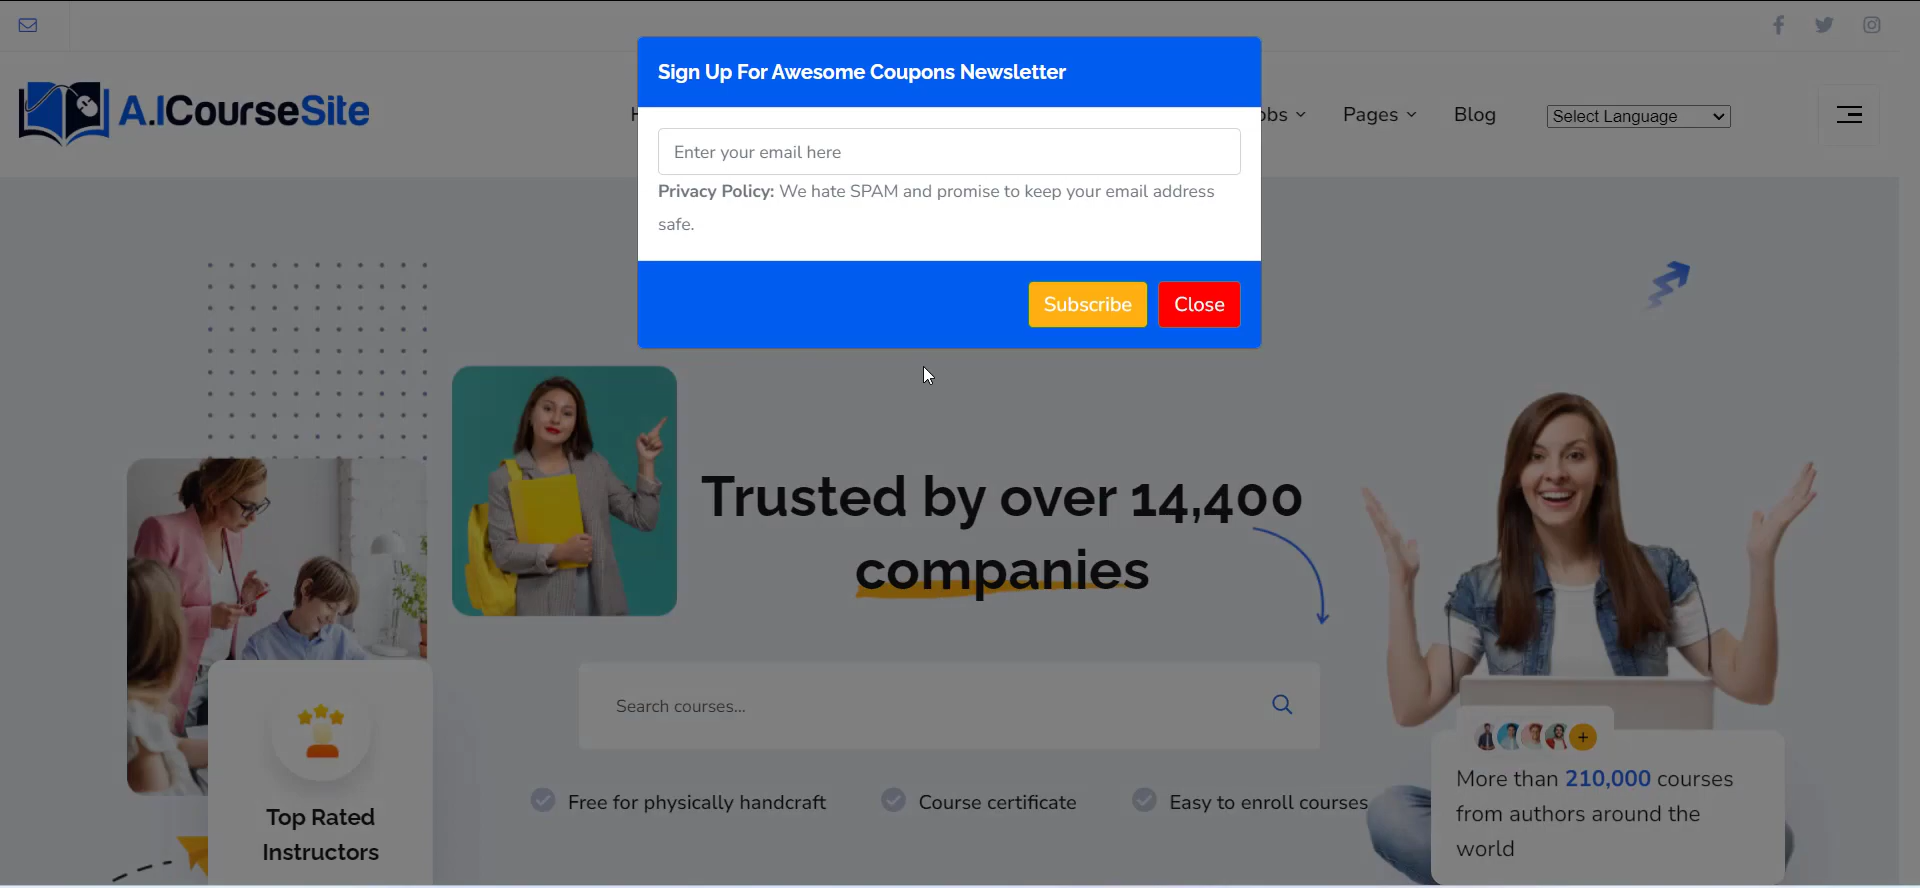 Sign Up For Awesome Coupons Newsletter
Enter your email here
Privacy Policy: We hate SPAM and promise to keep your email address
safe.
Subscribe Close
A.ICourseSite
Pages
Blog
Select Language
Trusted by over 14,400
companies
Search courses...
Free for physically handcraft
Course certificate
Easy to enroll courses
Top Rated
Instructors
More than 210,000 courses
from authors around the
world